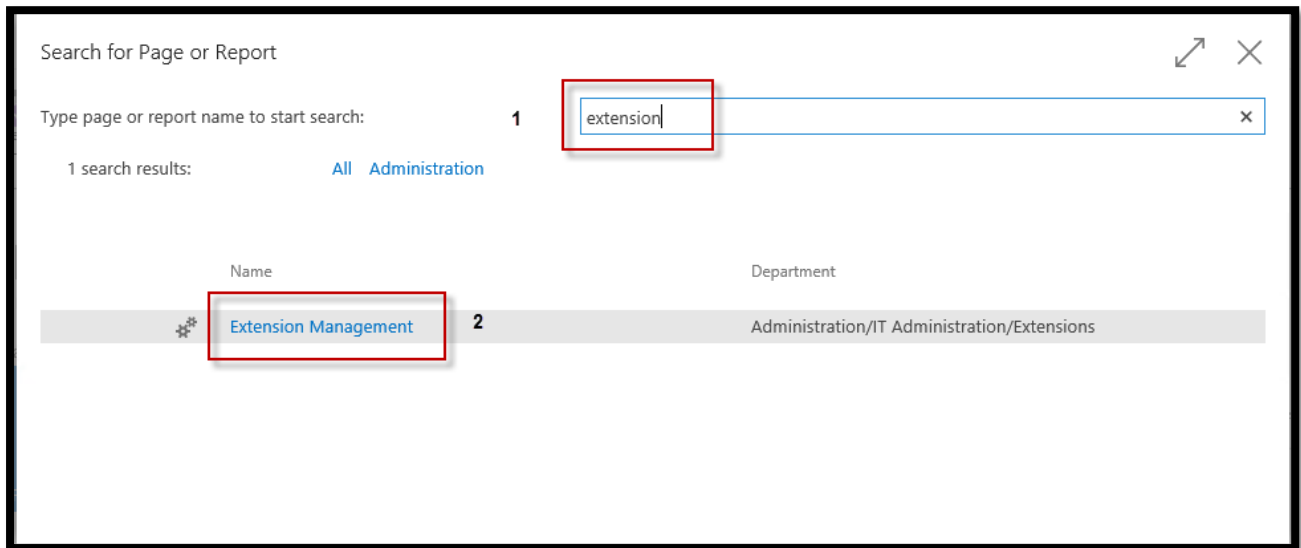 Search for Page or Report
Type page or report name to start search: 1 extension
1 search results: All Administration
Name Department
Extension Management 2 Administration/IT Administration/Extensions